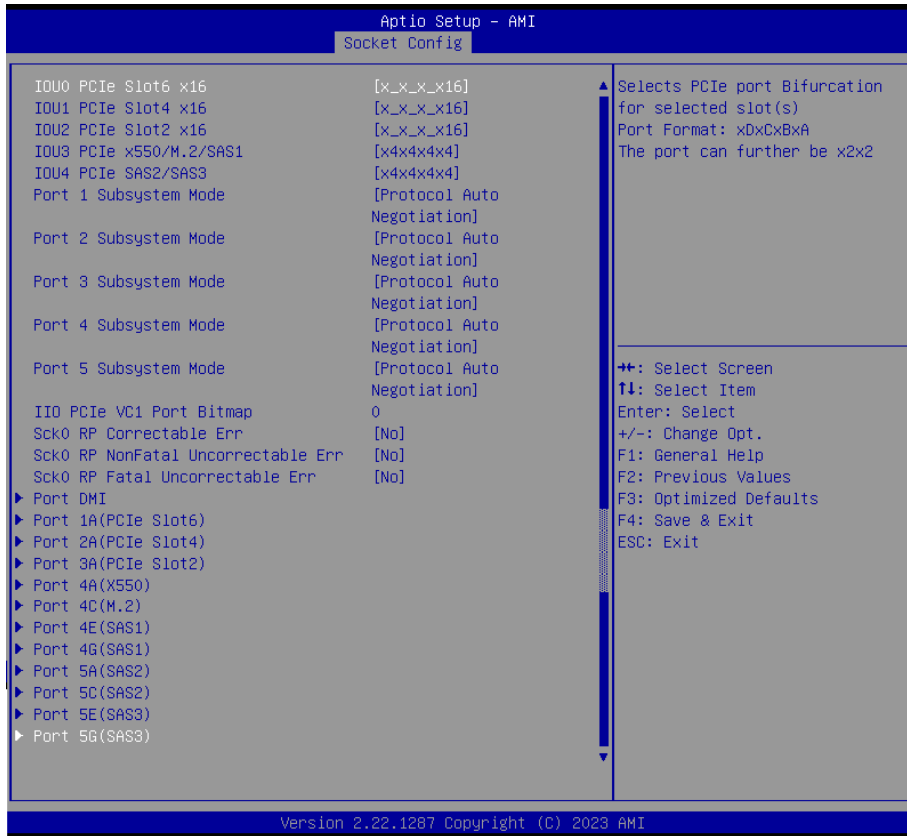 Aptio Setup – AMI
Socket Config
IOU0 PCIe Slot6 x16 [x_x_x_x16]
IOU1 PCIe Slot4 x16 [x_x_x_x16]
IOU2 PCIe Slot2 x16 [x_x_x_x16]
IOU3 PCIe x550/M.2/SAS1 [x4x4x4x4]
IOU4 PCIe SAS2/SAS3 [x4x4x4x4]
Port 1 Subsystem Mode [Protocol Auto
Negotiation]
Port 2 Subsystem Mode [Protocol Auto
Negotiation]
Port 3 Subsystem Mode [Protocol Auto
Negotiation]
Port 4 Subsystem Mode [Protocol Auto
Negotiation]
Port 5 Subsystem Mode [Protocol Auto
Negotiation]
IIO PCIe VC1 Port Bitmap 0
Sck0 RP Correctable Err [No]
Sck0 RP NonFatal Uncorrectable Err [No]
Sck0 RP Fatal Uncorrectable Err [No]
Port DMI
Port 1A(PCIe Slot6)
Port 2A(PCIe Slot4)
Port 3A(PCIe Slot2)
Port 4A(X550)
Port 4C(M.2)
Port 4E(SAS1)
Port 4G(SAS1)
Port 5A(SAS2)
Port 5C(SAS2)
Port 5E(SAS3)
Port 5G(SAS3)
Selects PCIe port Bifurcation
for selected slot(s)
Port Format: xDxCxBxA
The port can further be x2x2
→←: Select Screen
↑↓: Select Item
Enter: Select
+/-: Change Opt.
F1: General Help
F2: Previous Values
F3: Optimized Defaults
F4: Save & Exit
ESC: Exit
Version 2.22.1287 Copyright (C) 2023 AMI